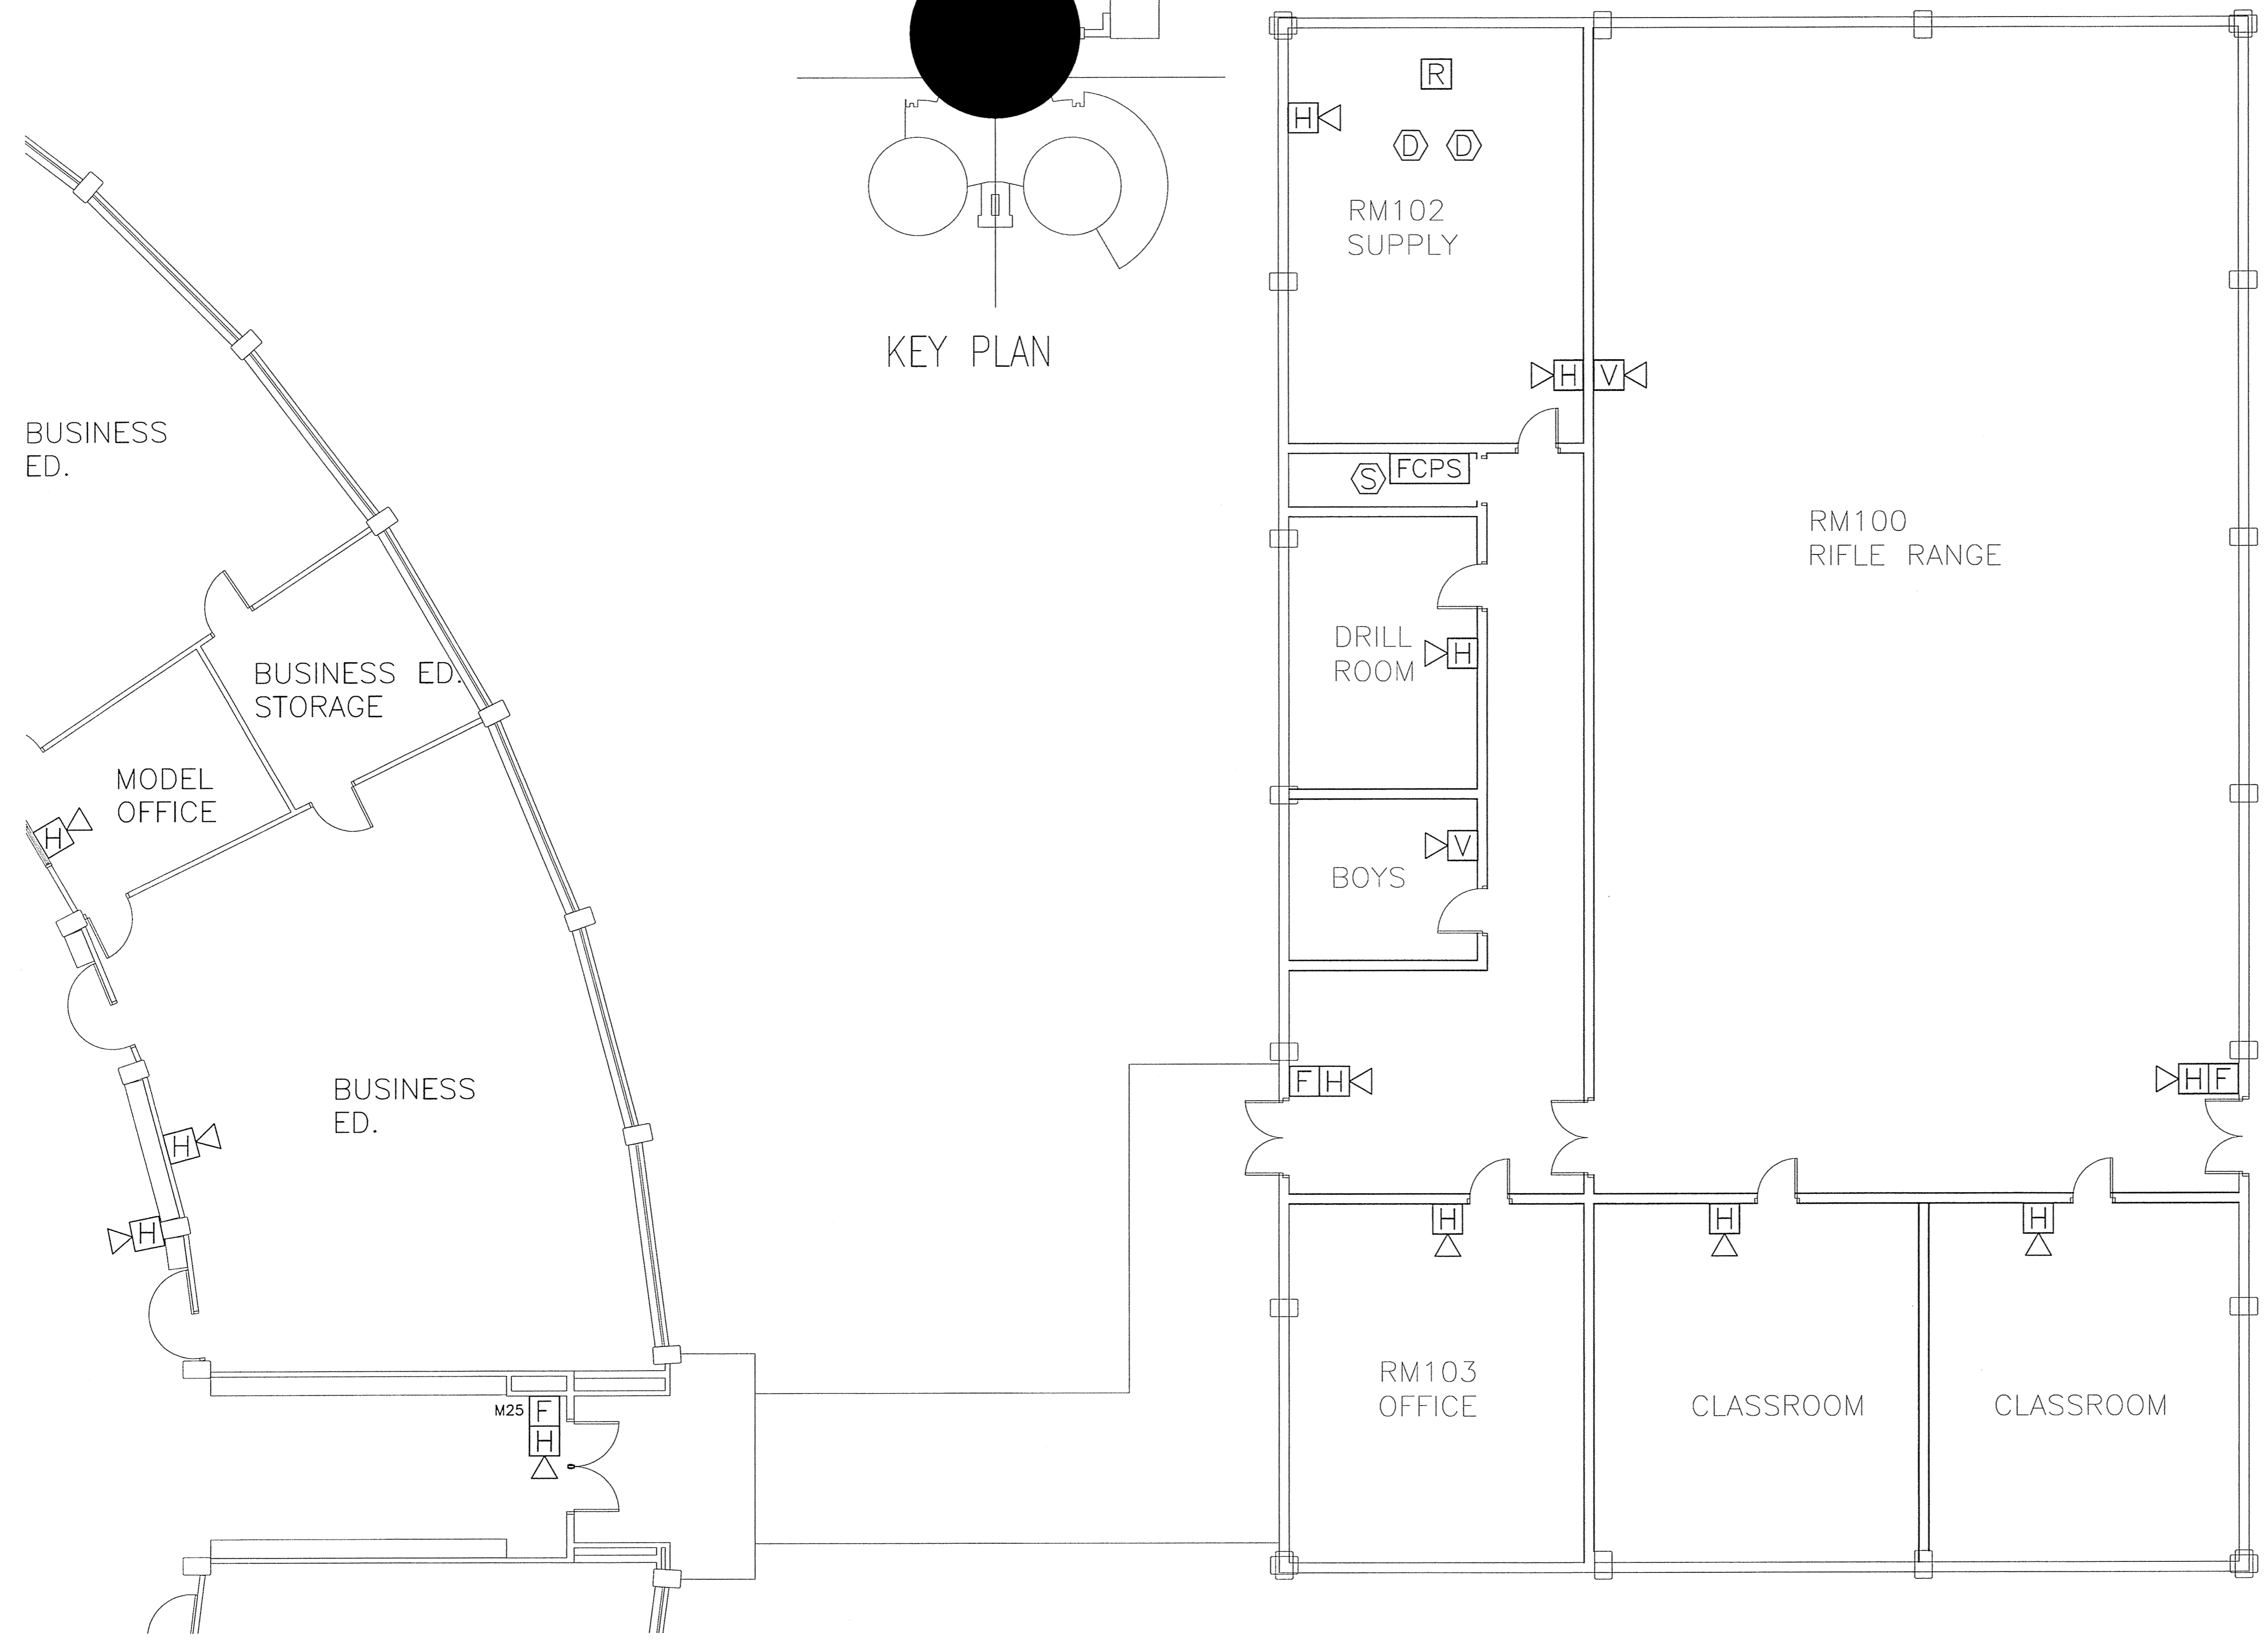 R
H
D D
RM102
SUPPLY
KEY PLAN
H V
BUSINESS
ED.
S FCPS
RM100
RIFLE RANGE
DRILL
ROOM
H
BUSINESS ED.
STORAGE
MODEL
OFFICE
H
V
BOYS
BUSINESS
ED.
F H
H F
H
H
H
H
H
RM103
OFFICE
CLASSROOM
CLASSROOM
M25 F
H